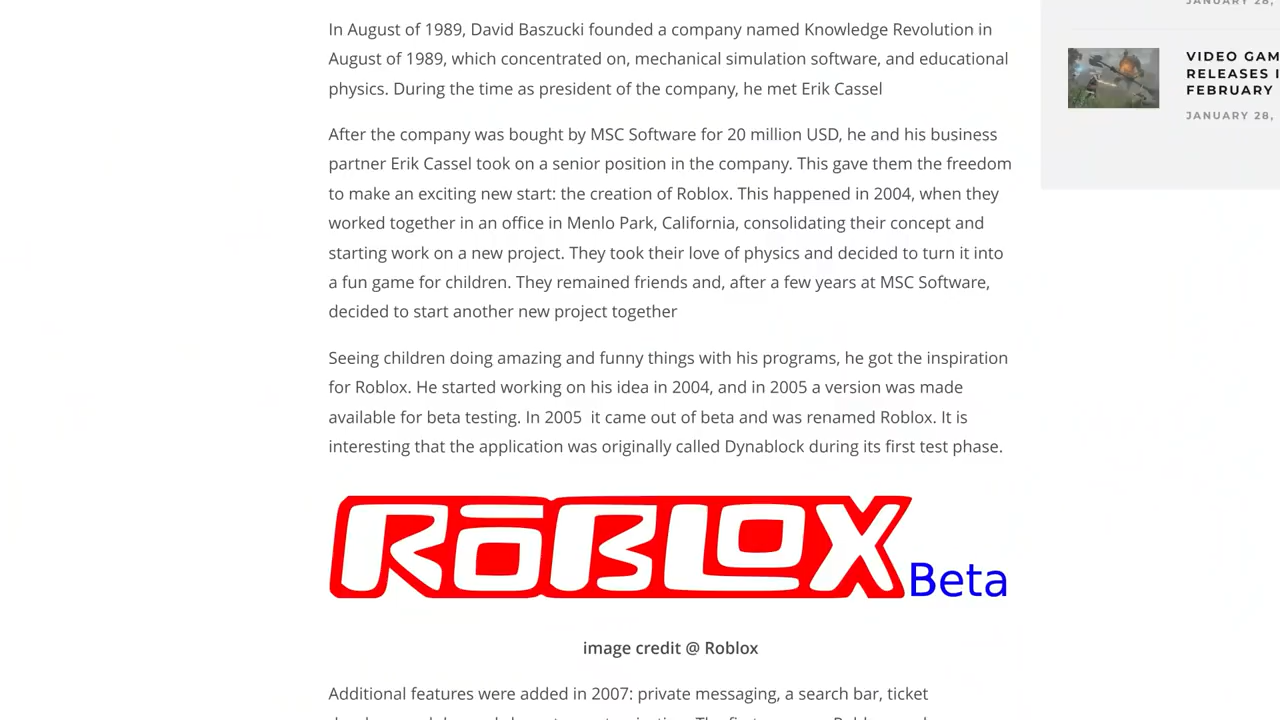 In August of 1989, David Baszucki founded a company named Knowledge Revolution in
August of 1989, which concentrated on, mechanical simulation software, and educational
physics. During the time as president of the company, he met Erik Cassel
After the company was bought by MSC Software for 20 million USD, he and his business
partner Erik Cassel took on a senior position in the company. This gave them the freedom
to make an exciting new start: the creation of Roblox. This happened in 2004, when they
worked together in an office in Menlo Park, California, consolidating their concept and
starting work on a new project. They took their love of physics and decided to turn it into
a fun game for children. They remained friends and, after a few years at MSC Software,
decided to start another new project together
Seeing children doing amazing and funny things with his programs, he got the inspiration
for Roblox. He started working on his idea in 2004, and in 2005 a version was made
available for beta testing. In 2005 it came out of beta and was renamed Roblox. It is
interesting that the application was originally called Dynablock during its first test phase.
ROBLOX Beta
image credit @ Roblox
Additional features were added in 2007: private messaging, a search bar, ticket
JANUARY 28,
VIDEO GAM
RELEASES I
FEBRUARY
JANUARY 28,